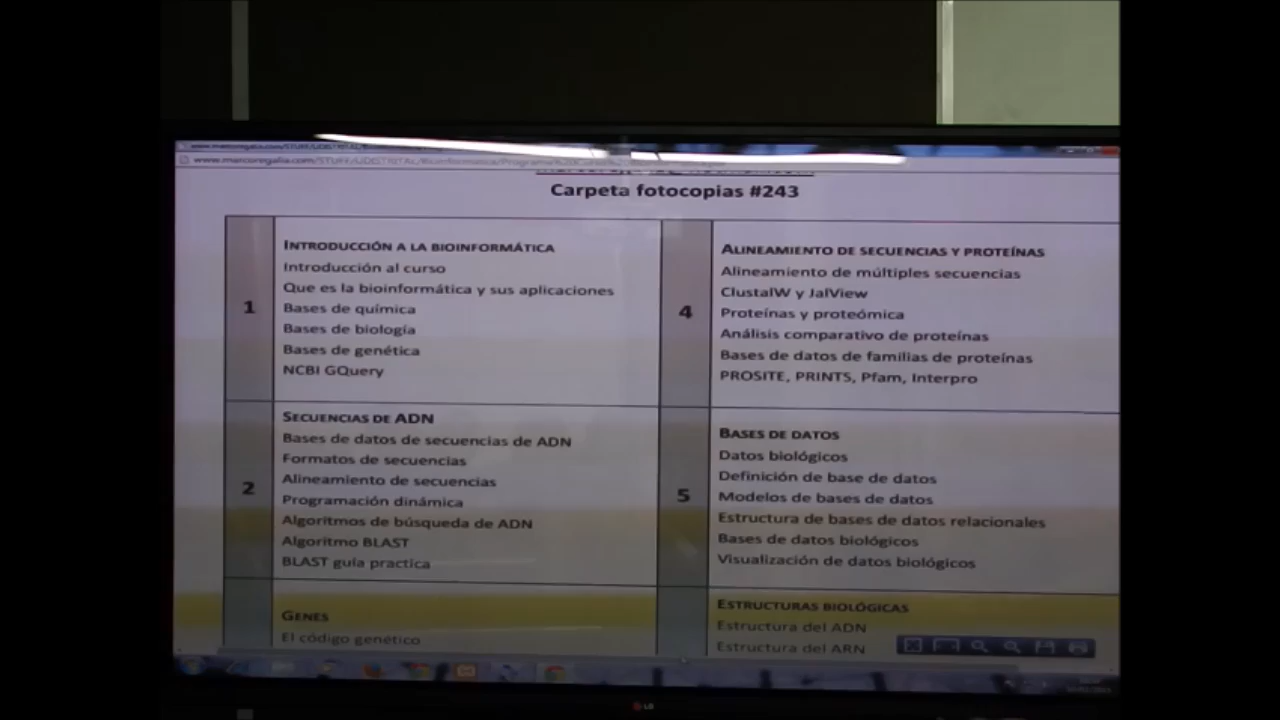 www.marcoregalia.com/STUFF/UDISTRITAL/
Carpeta fotocopias #243
1
INTRODUCCIÓN A LA BIOINFORMÁTICA
Introducción al curso
Que es la bioinformática y sus aplicaciones
Bases de química
Bases de biología
Bases de genética
NCBI GQuery
2
SECUENCIAS DE ADN
Bases de datos de secuencias de ADN
Formatos de secuencias
Alineamiento de secuencias
Programación dinámica
Algoritmos de búsqueda de ADN
Algoritmo BLAST
BLAST guía practica
GENES
El código genético
4
ALINEAMIENTO DE SECUENCIAS Y PROTEÍNAS
Alineamiento de múltiples secuencias
ClustalW y JalView
Proteínas y proteómica
Análisis comparativo de proteínas
Bases de datos de familias de proteínas
PROSITE, PRINTS, Pfam, Interpro
5
BASES DE DATOS
Datos biológicos
Definición de base de datos
Modelos de bases de datos
Estructura de bases de datos relacionales
Bases de datos biológicos
Visualización de datos biológicos
ESTRUCTURAS BIOLÓGICAS
Estructura del ADN
Estructura del ARN
LG